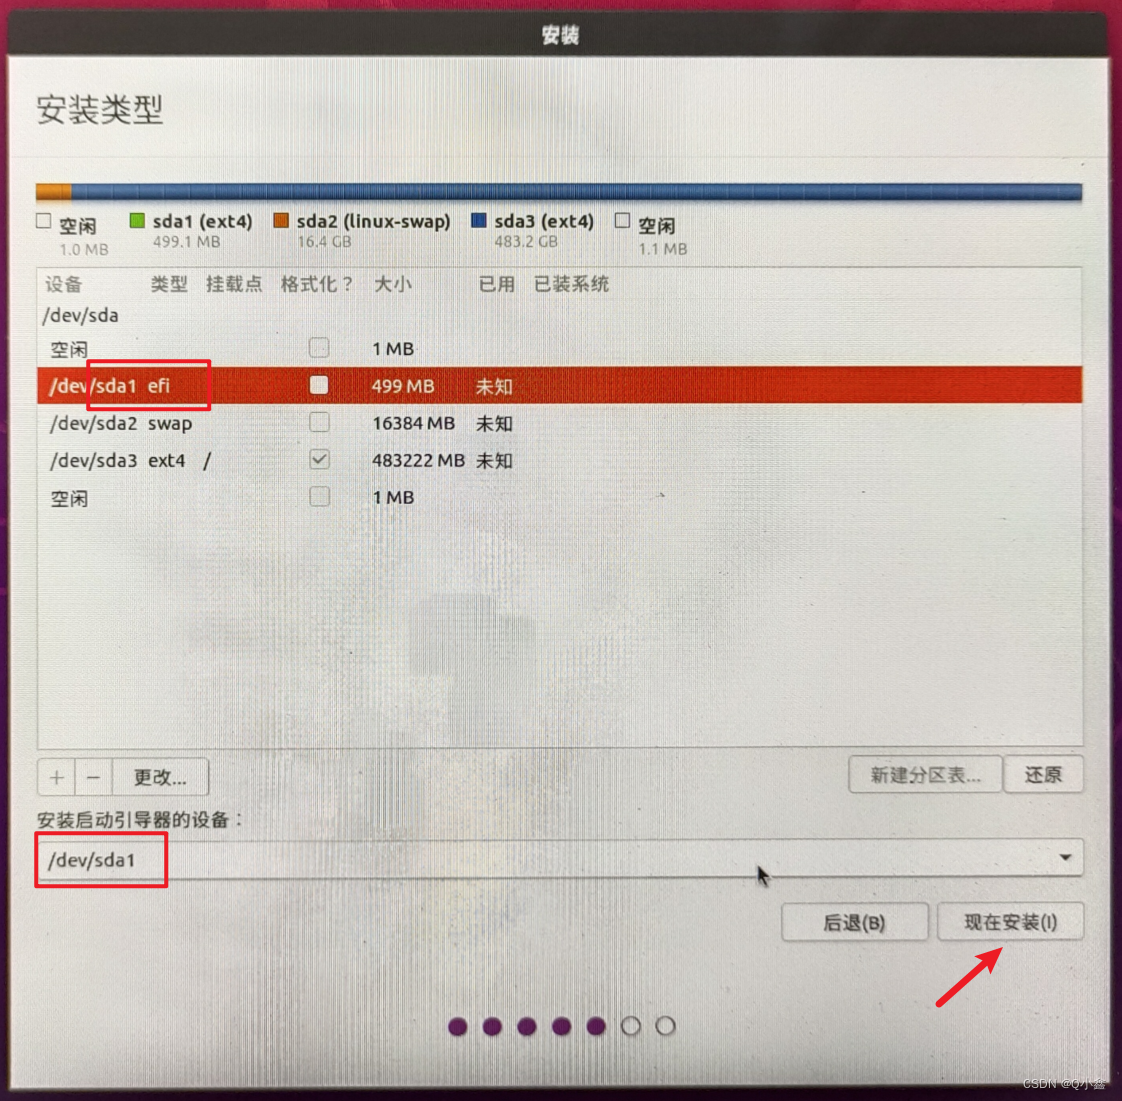 安装
安装类型
空闲 sda1 (ext4) sda2 (linux-swap) sda3 (ext4) 空闲
1.0 MB 499.1 MB 16.4 GB 483.2 GB 1.1 MB
设备 类型 挂载点 格式化？ 大小 已用 已装系统
/dev/sda
空闲 1 MB
/dev/sda1 efi 499 MB 未知
/dev/sda2 swap 16384 MB 未知
/dev/sda3 ext4 / 483222 MB 未知
空闲 1 MB
+ − 更改... 新建分区表... 还原
安装启动引导器的设备：
/dev/sda1
后退(B) 现在安装(I)
CSDN @Q小鑫